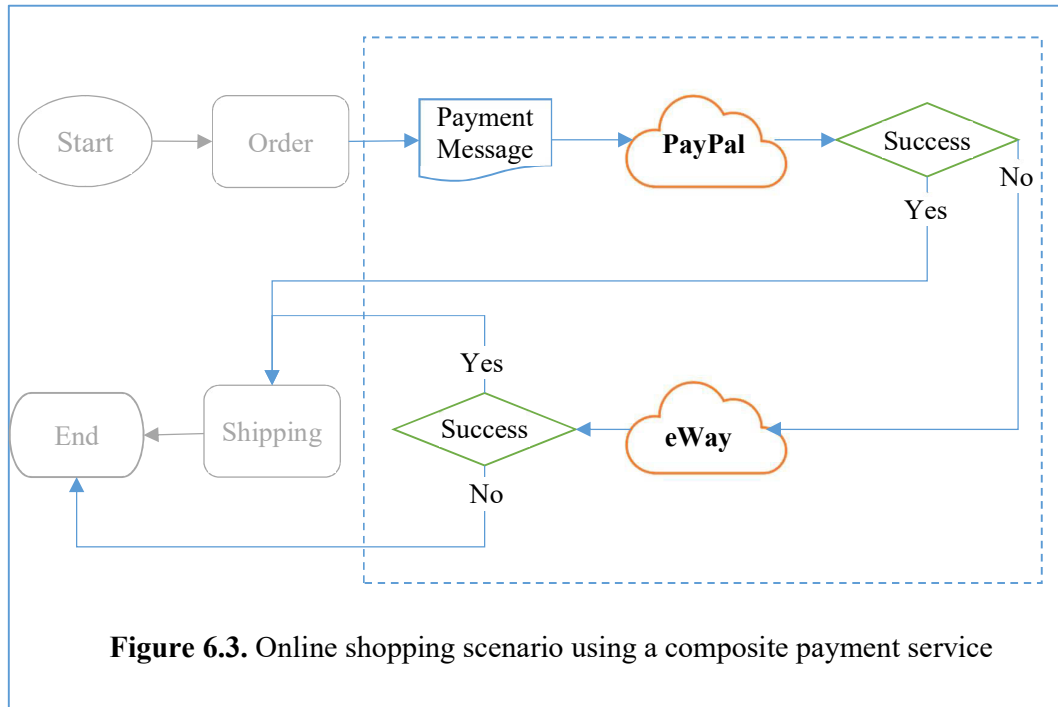 Start
Order
Payment
Message
PayPal
Success
No
Yes
Yes
End
Shipping
Success
eWay
No
Figure 6.3. Online shopping scenario using a composite payment service